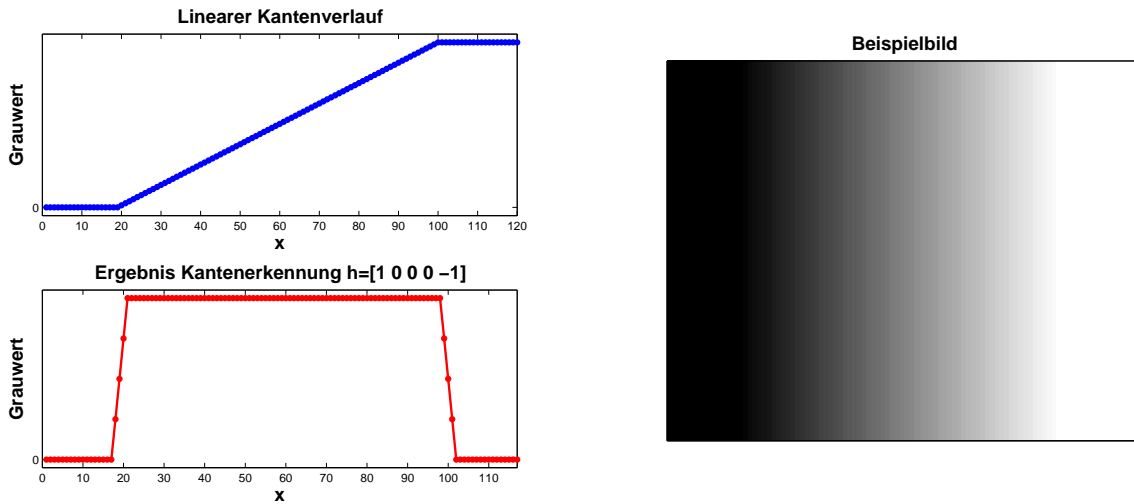 Linearer Kantenverlauf
Grauwert
0
0 10 20 30 40 50 60 70 80 90 100 110 120
x
Ergebnis Kantenerkennung h=[1 0 0 0 −1]
Grauwert
0
0 10 20 30 40 50 60 70 80 90 100 110
x
Beispielbild